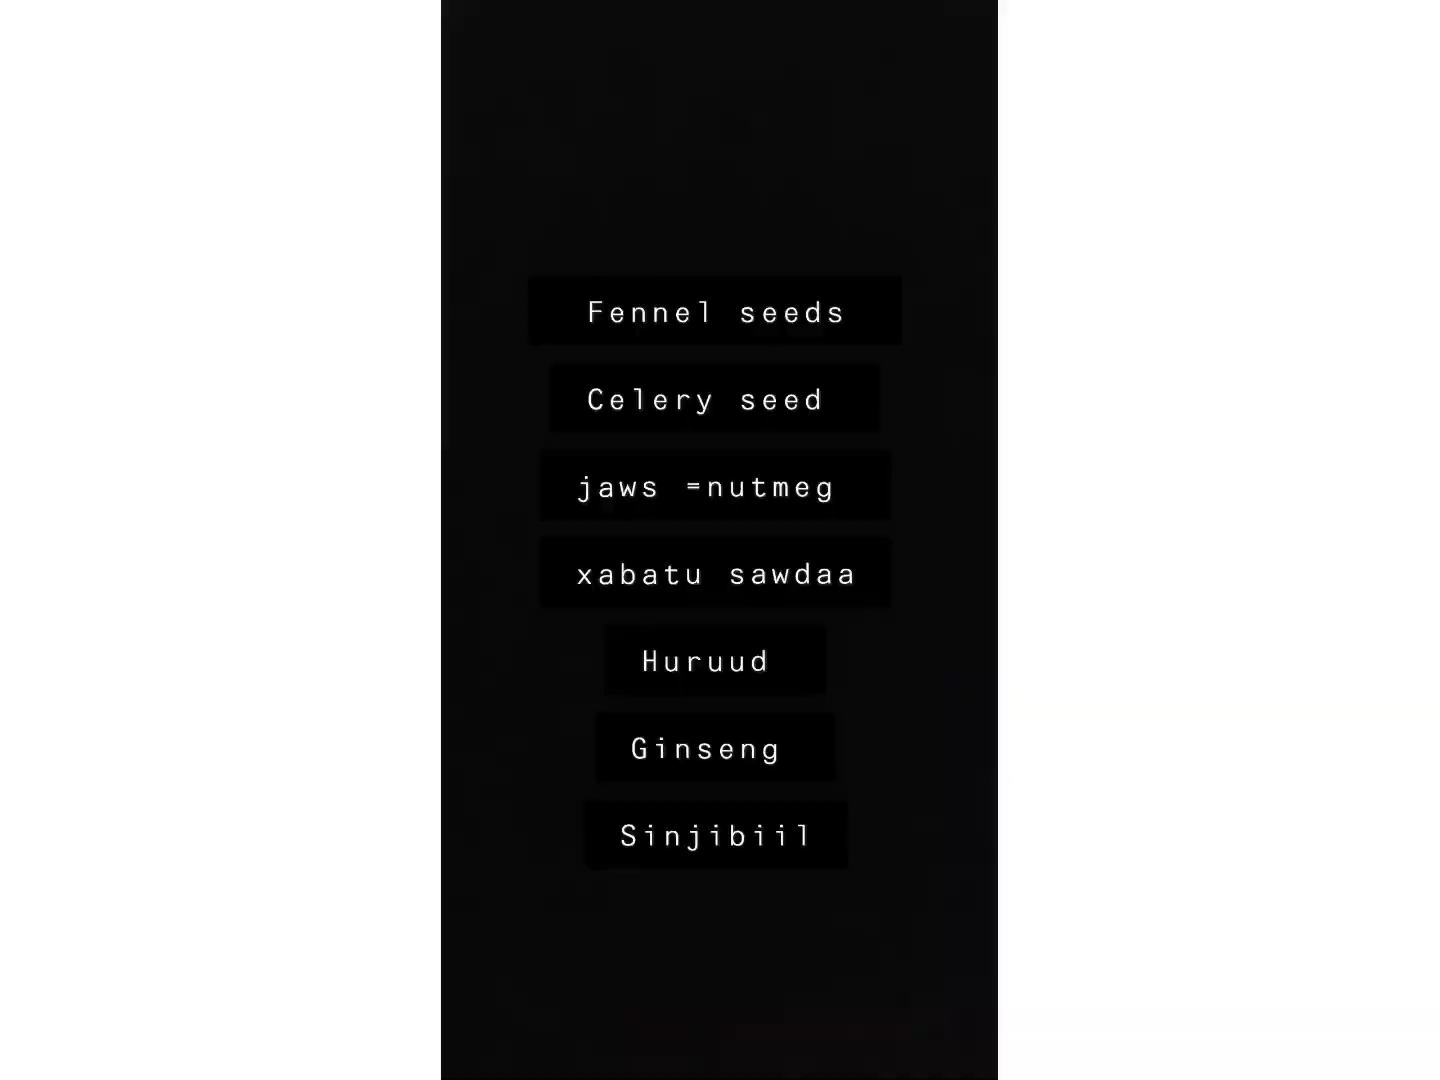 Fennel seeds
Celery seed
jaws =nutmeg
xabatu sawdaa
Huruud
Ginseng
Sinjibiil